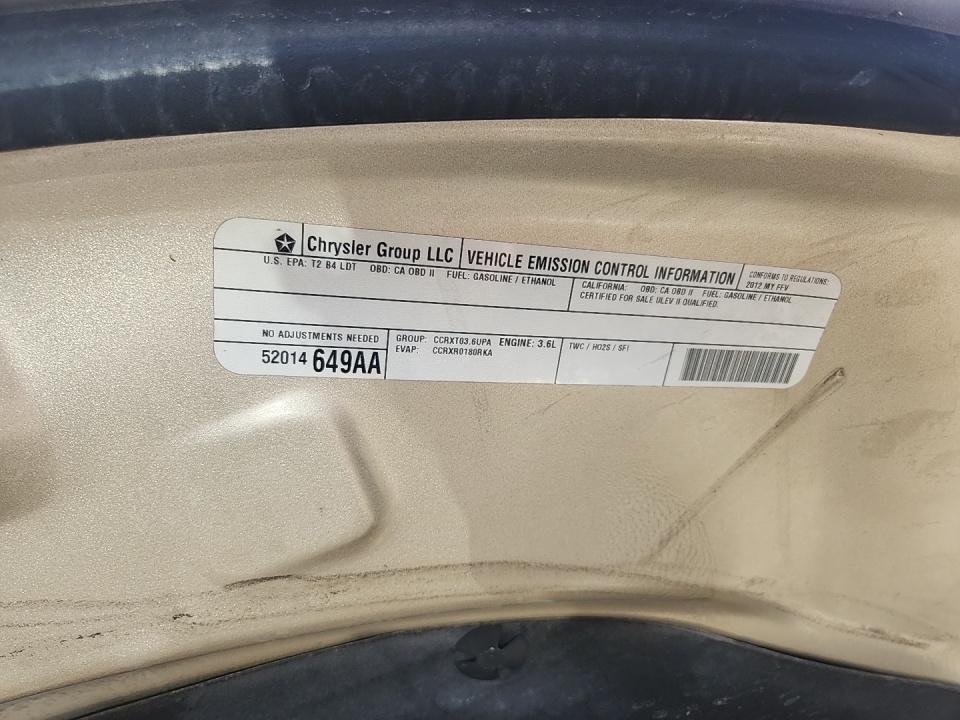 Chrysler Group LLC
VEHICLE EMISSION CONTROL INFORMATION
CONFORMS TO REGULATIONS:
2012 MY FFV
U.S. EPA: T2 B4 LDT OBD: CA OBD II FUEL: GASOLINE / ETHANOL
CALIFORNIA: OBD: CA OBD II FUEL: GASOLINE / ETHANOL
CERTIFIED FOR SALE ULEV II QUALIFIED.
NO ADJUSTMENTS NEEDED
52014 649AA
GROUP: CCRXT03.6UPA ENGINE: 3.6L
EVAP: CCRXR0180RKA
TWC / HO2S / SFI